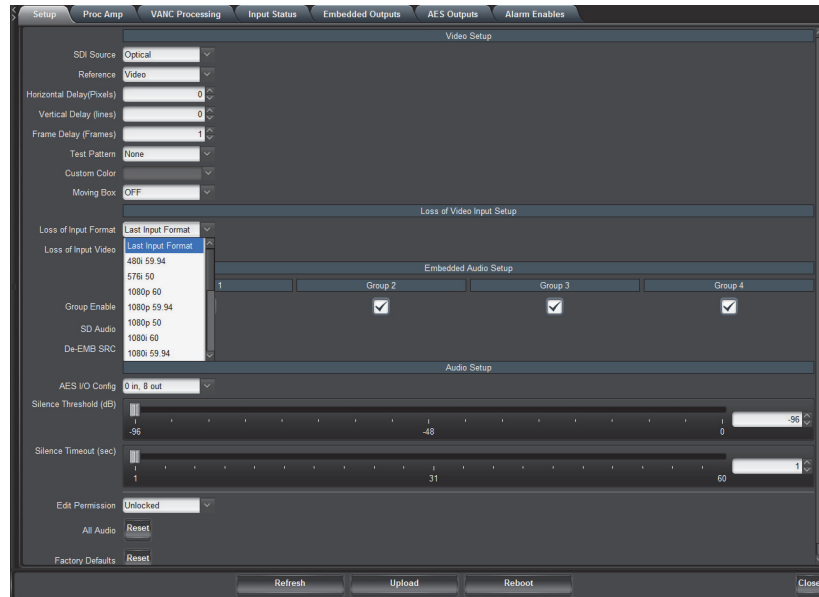 Setup Proc Amp VANC Processing Input Status Embedded Outputs AES Outputs Alarm Enables
Video Setup
SDI Source Optical
Reference Video
Horizontal Delay(Pixels) 0
Vertical Delay (lines) 0
Frame Delay (Frames) 1
Test Pattern None
Custom Color
Moving Box OFF
Loss of Video Input Setup
Loss of Input Format Last Input Format
Loss of Input Video
Last Input Format
480i 59.94
576i 50
1080p 60
1080p 59.94
1080p 50
1080i 60
1080i 59.94
Embedded Audio Setup
1 Group 2 Group 3 Group 4
Group Enable
SD Audio
De-EMB SRC
Audio Setup
AES I/O Config 0 in, 8 out
Silence Threshold (dB) -96
-96 -48 0
Silence Timeout (sec) 1
1 31 60
Edit Permission Unlocked
All Audio Reset
Factory Defaults Reset
Refresh Upload Reboot Close